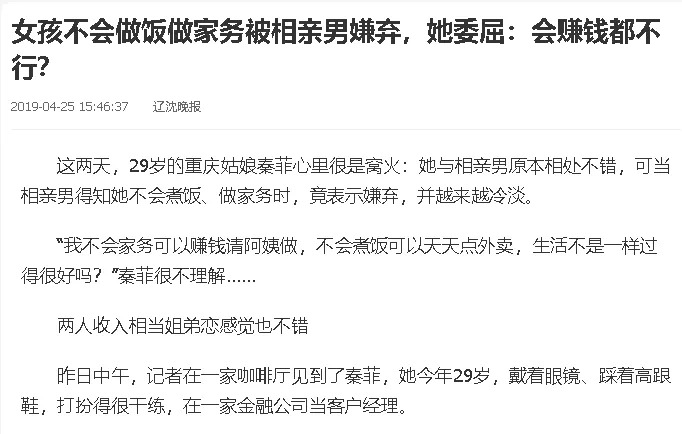 女孩不会做饭做家务被相亲男嫌弃，她委屈：会赚钱都不
行？
2019-04-25 15:46:37 辽沈晚报
这两天，29岁的重庆姑娘秦菲心里很是窝火：她与相亲男原本相处不错，可当
相亲男得知她不会煮饭、做家务时，竟表示嫌弃，并越来越冷淡。
“我不会家务可以赚钱请阿姨做，不会煮饭可以天天点外卖，生活不是一样过
得很好吗？”秦菲很不理解……
两人收入相当姐弟恋感觉也不错
昨日中午，记者在一家咖啡厅见到了秦菲，她今年29岁，戴着眼镜、踩着高跟
鞋，打扮得很干练，在一家金融公司当客户经理。